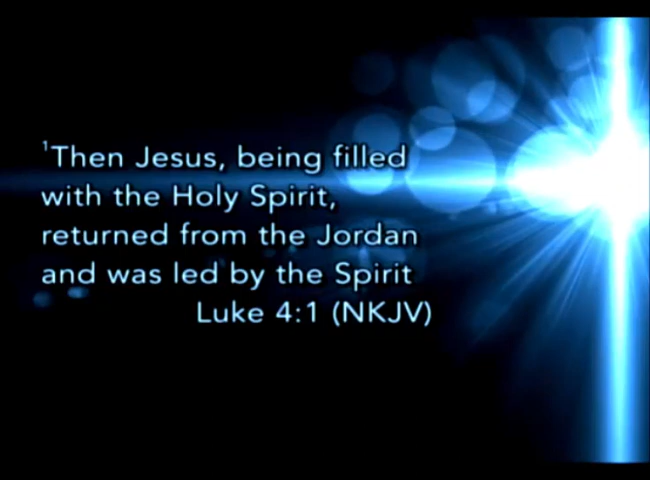 ¹Then Jesus, being filled
with the Holy Spirit,
returned from the Jordan
and was led by the Spirit
Luke 4:1 (NKJV)